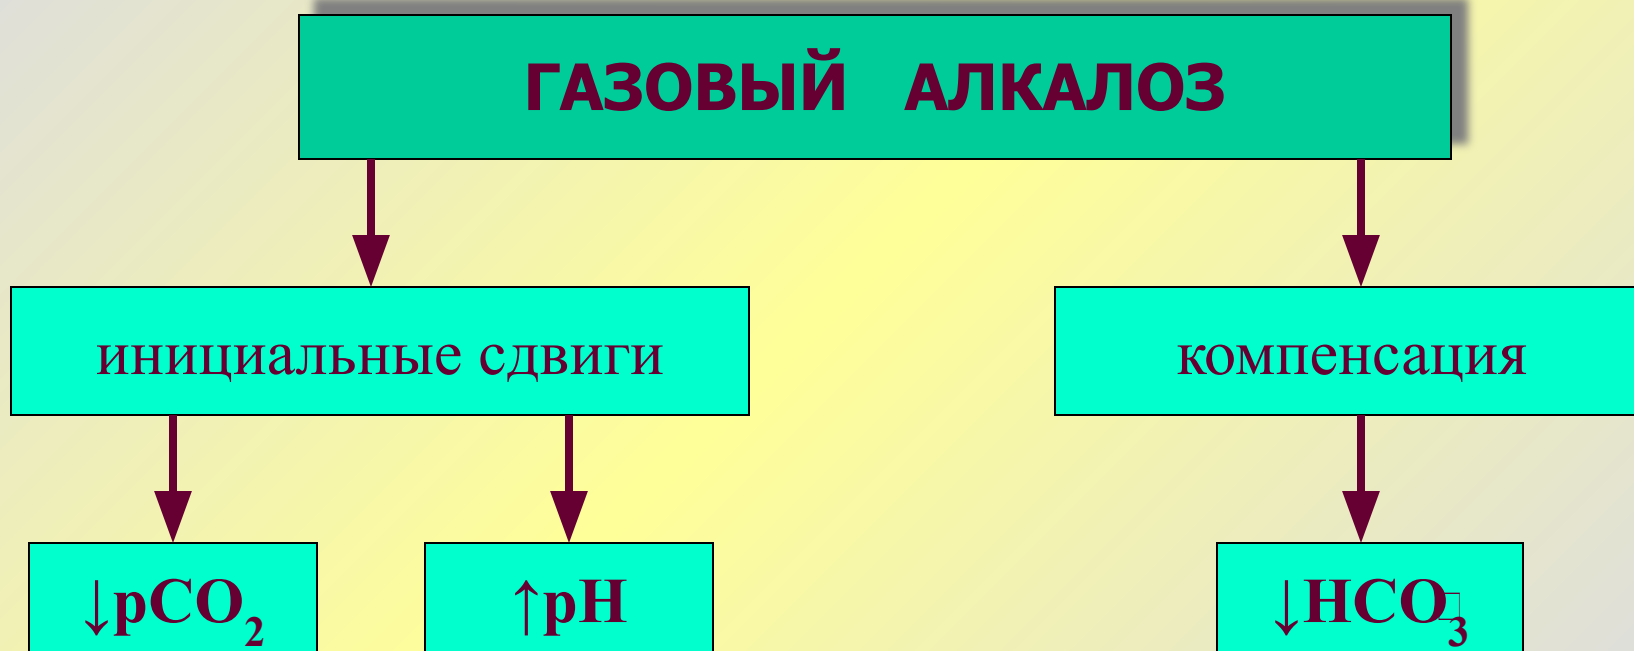 ГАЗОВЫЙ АЛКАЛОЗ
инициальные сдвиги
компенсация
↓pCO2
↑pH
↓HCO3